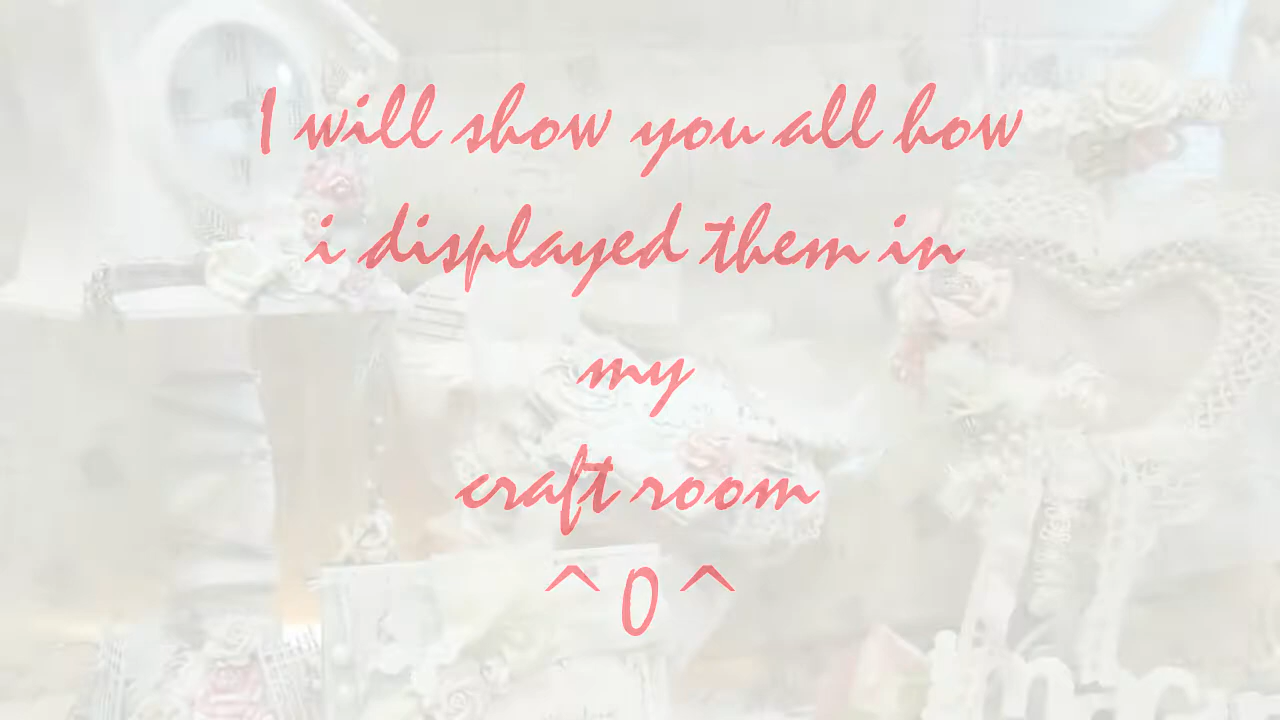 I will show you all how
i displayed them in
my
craft room
^0^